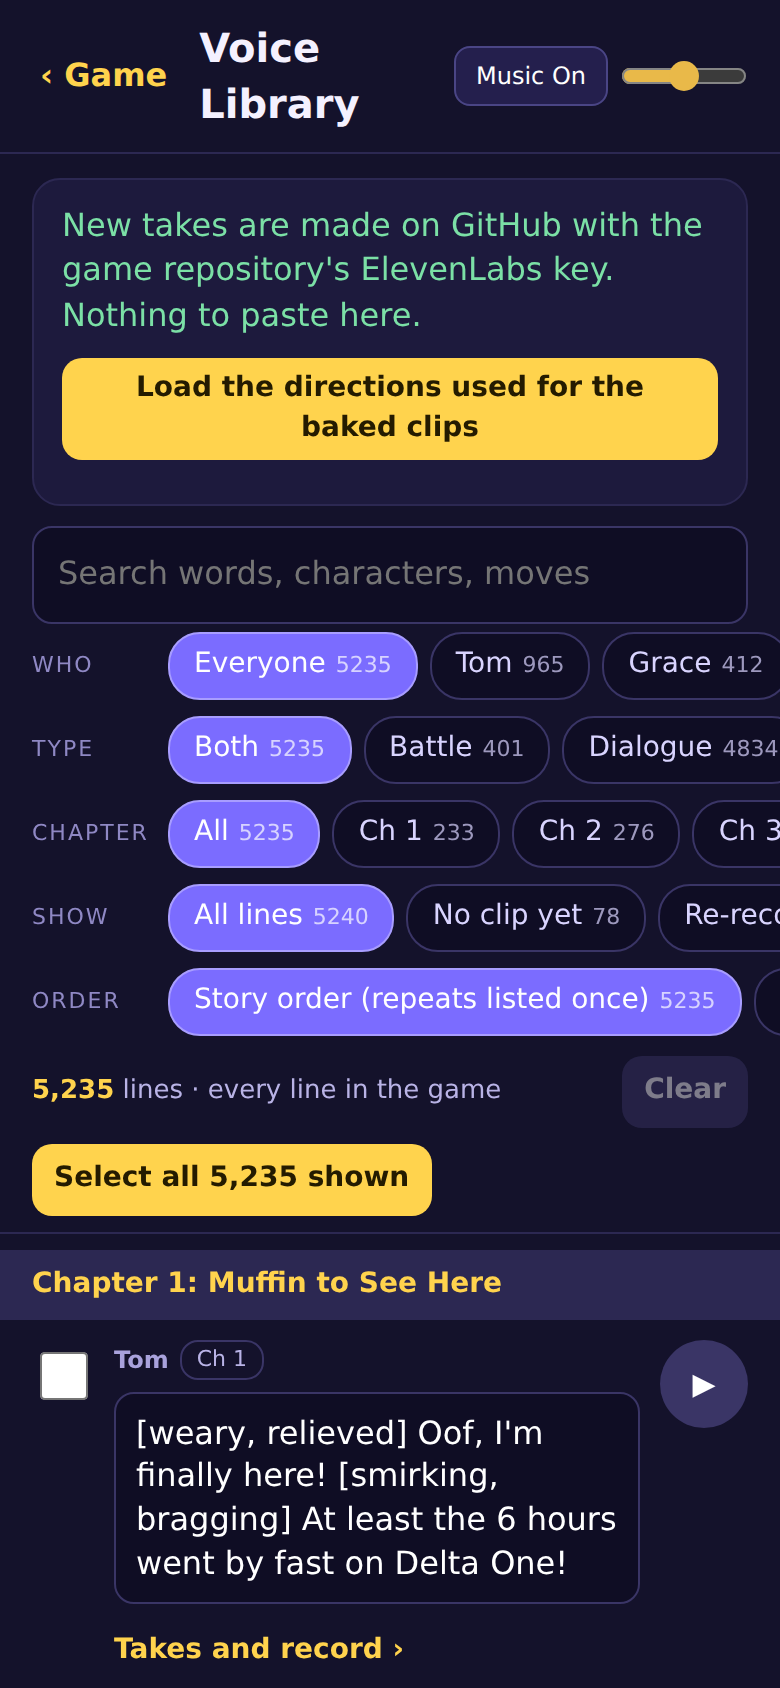 ‹ Game
Voice
Library
Music On
New takes are made on GitHub with the
game repository's ElevenLabs key.
Nothing to paste here.
Load the directions used for the
baked clips
Search words, characters, moves
WHO Everyone 5235 Tom 965 Grace 412
TYPE Both 5235 Battle 401 Dialogue 4834
CHAPTER All 5235 Ch 1 233 Ch 2 276 Ch 3
SHOW All lines 5240 No clip yet 78 Re-reco
ORDER Story order (repeats listed once) 5235
5,235 lines · every line in the game Clear
Select all 5,235 shown
Chapter 1: Muffin to See Here
Tom Ch 1
[weary, relieved] Oof, I'm
finally here! [smirking,
bragging] At least the 6 hours
went by fast on Delta One!
Takes and record ›